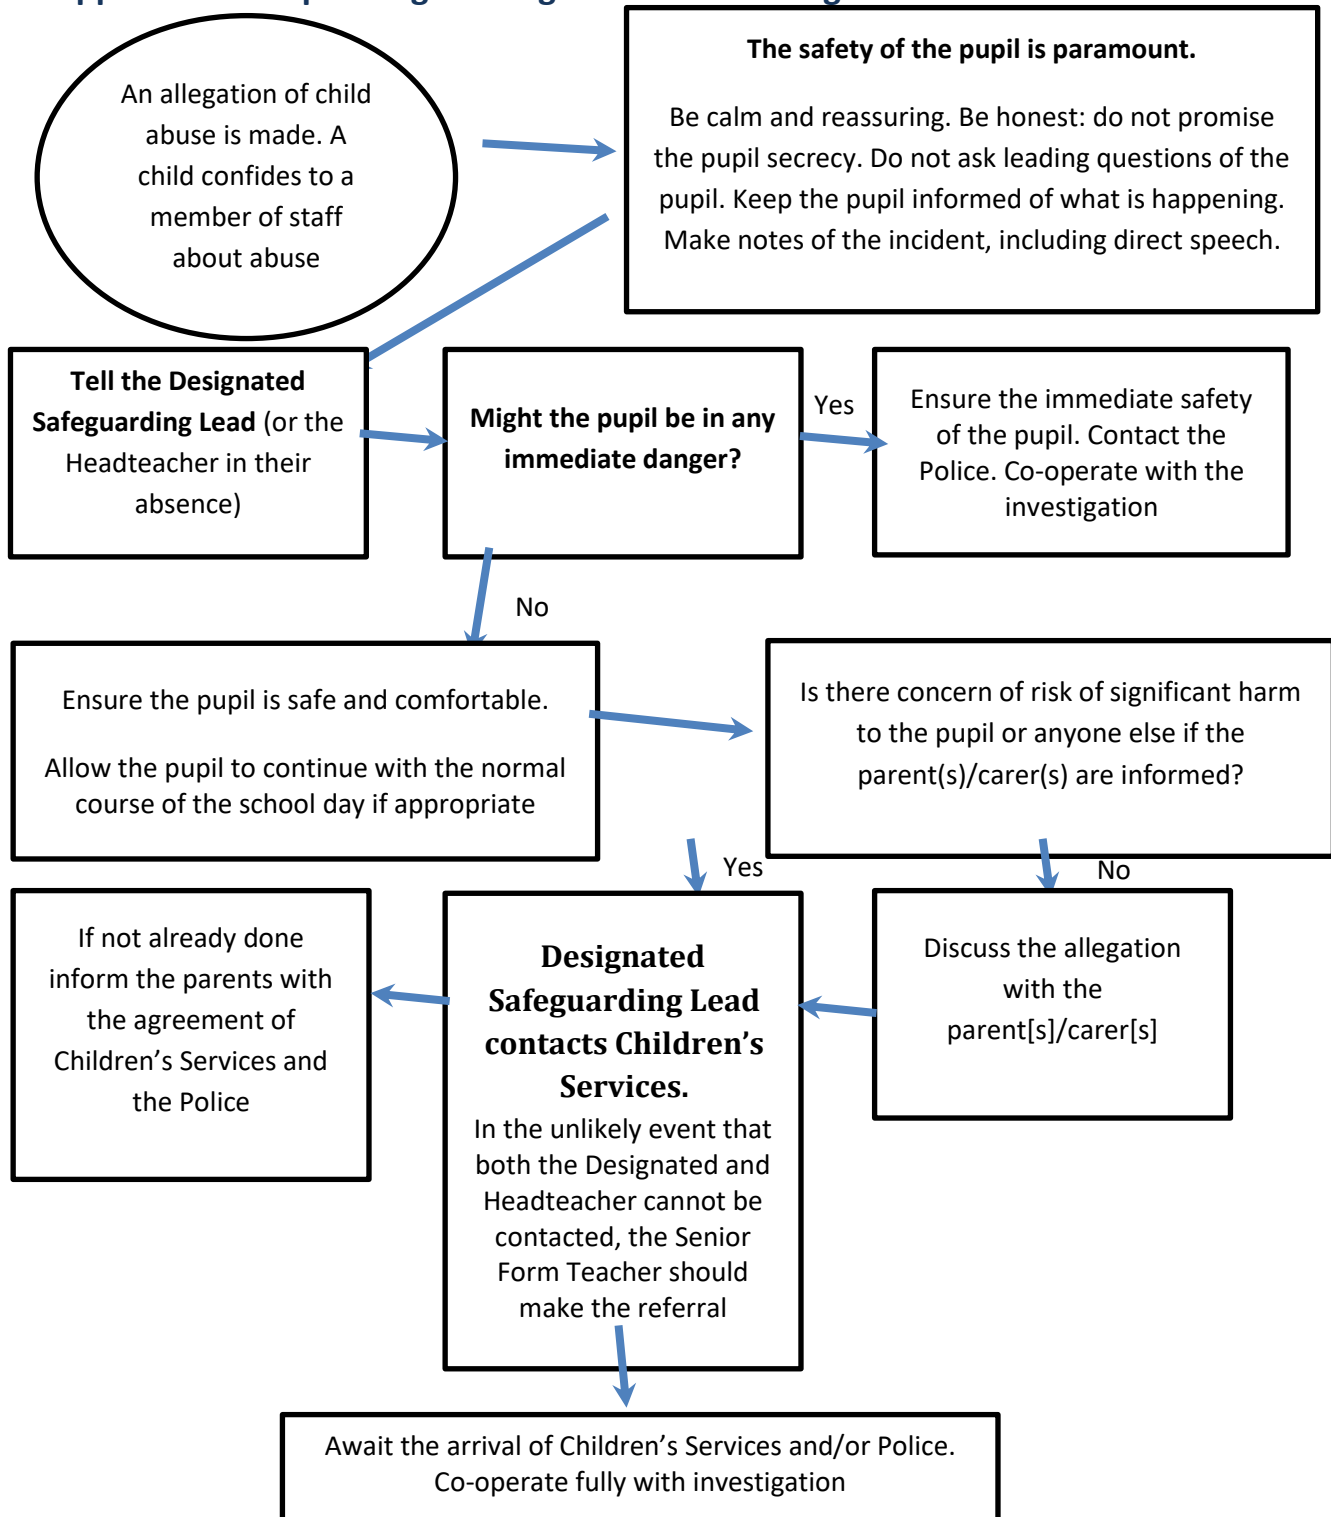 An allegation of child
abuse is made. A
child confides to a
member of staff
about abuse
The safety of the pupil is paramount.
Be calm and reassuring. Be honest: do not promise
the pupil secrecy. Do not ask leading questions of the
pupil. Keep the pupil informed of what is happening.
Make notes of the incident, including direct speech.
Tell the Designated
Safeguarding Lead (or the
Headteacher in their
absence)
Might the pupil be in any
immediate danger?
Yes
Ensure the immediate safety
of the pupil. Contact the
Police. Co-operate with the
investigation
No
Ensure the pupil is safe and comfortable.
Allow the pupil to continue with the normal
course of the school day if appropriate
Is there concern of risk of significant harm
to the pupil or anyone else if the
parent(s)/carer(s) are informed?
Yes
No
If not already done
inform the parents with
the agreement of
Children’s Services and
the Police
Designated
Safeguarding Lead
contacts Children’s
Services.
In the unlikely event that
both the Designated and
Headteacher cannot be
contacted, the Senior
Form Teacher should
make the referral
Discuss the allegation
with the
parent[s]/carer[s]
Await the arrival of Children’s Services and/or Police.
Co-operate fully with investigation